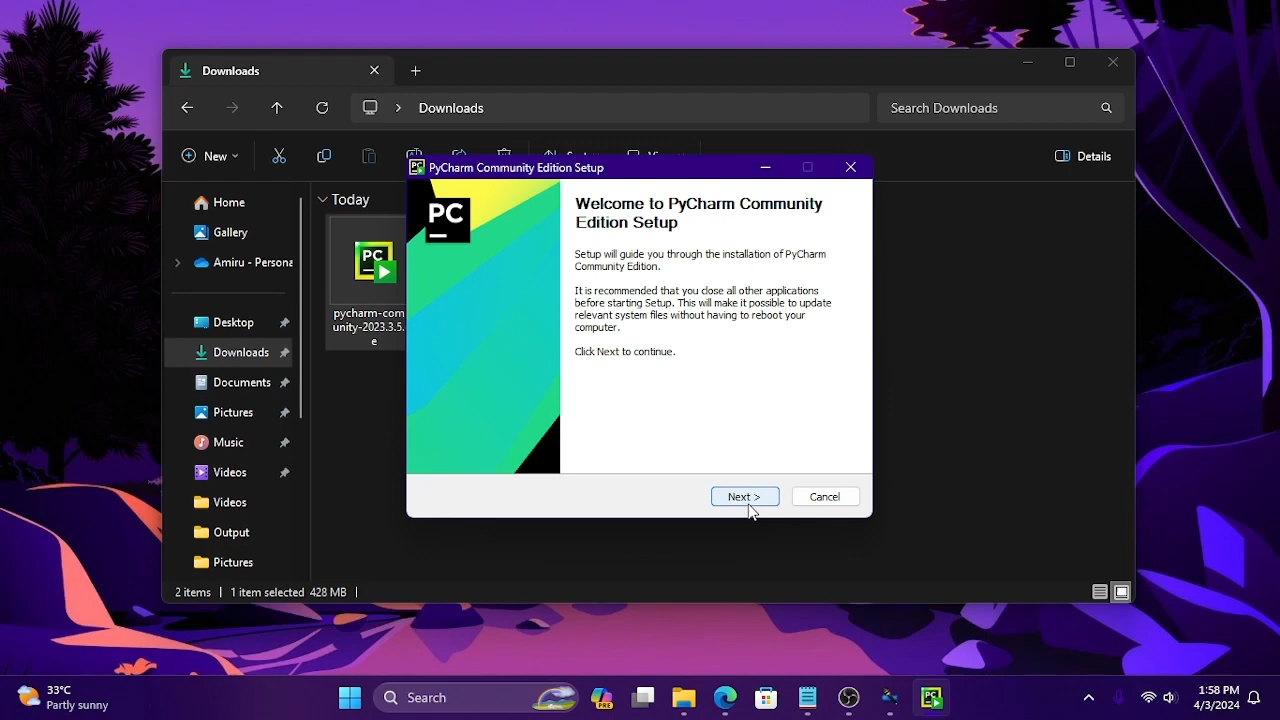 Downloads
Downloads
Search Downloads
New
Details
Home
Gallery
Amiru - Persona
Desktop
Downloads
Documents
Pictures
Music
Videos
Videos
Output
Pictures
Today
PC
pycharm-com
unity-2023.3.5.
e
PyCharm Community Edition Setup
PC
Welcome to PyCharm Community
Edition Setup
Setup will guide you through the installation of PyCharm
Community Edition.
It is recommended that you close all other applications
before starting Setup. This will make it possible to update
relevant system files without having to reboot your
computer.
Click Next to continue.
Next >
Cancel
2 items
1 item selected 428 MB
33°C
Partly sunny
Search
PRE
PC
1:58 PM
4/3/2024